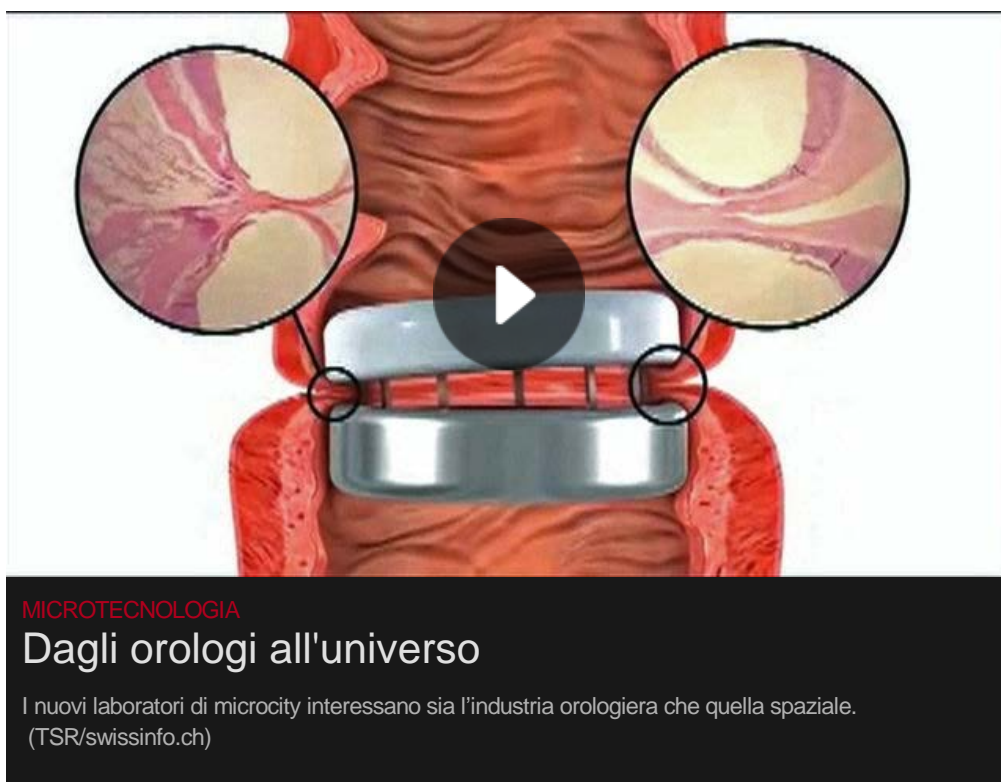 MICROTECNOLOGIA
Dagli orologi all'universo
I nuovi laboratori di microcity interessano sia l’industria orologiera che quella spaziale.
(TSR/swissinfo.ch)